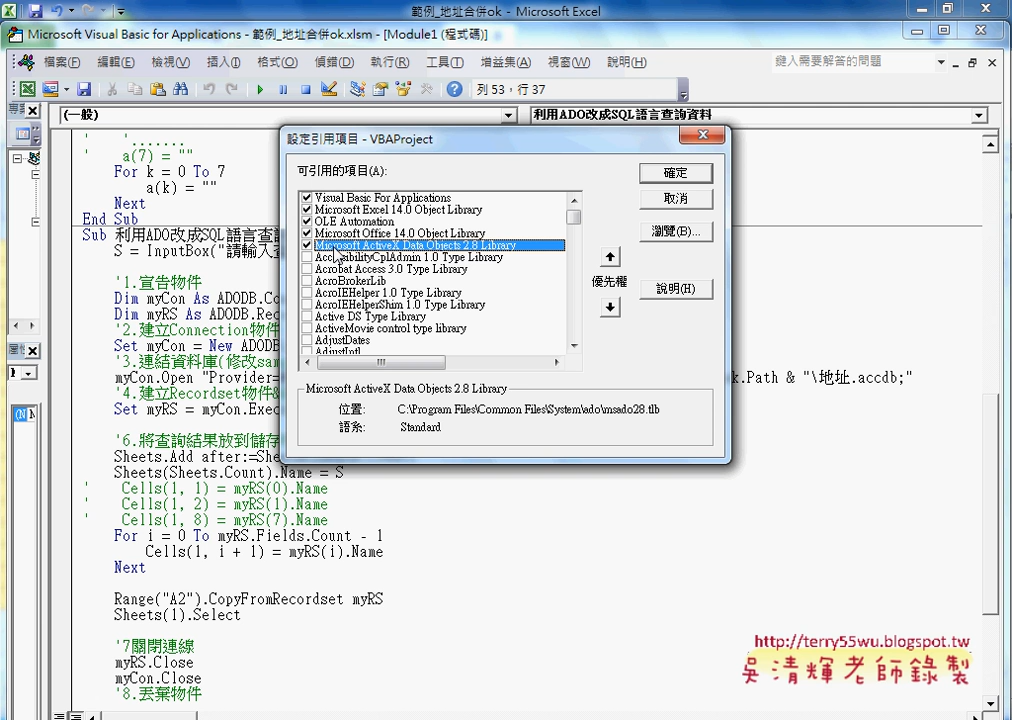 範例_地址合併ok - Microsoft Excel
Microsoft Visual Basic for Applications - 範例_地址合併ok.xlsm - [Module1 (程式碼)]
檔案(F) 編輯(E) 檢視(V) 插入(I) 格式(O) 偵錯(D) 執行(R) 工具(T) 增益集(A) 視窗(W) 說明(H) 鍵入需要解答的問題
列 53，行 37
(一般) 利用ADO改成SQL語言查詢資料
設定引用項目 - VBAProject
可引用的項目(A):
Visual Basic For Applications
Microsoft Excel 14.0 Object Library
OLE Automation
Microsoft Office 14.0 Object Library
Microsoft ActiveX Data Objects 2.8 Library
AccessibilityCplAdmin 1.0 Type Library
Acrobat Access 3.0 Type Library
AcroBrokerLib
AcroIEHelper 1.0 Type Library
AcroIEHelperShim 1.0 Type Library
Active DS Type Library
ActiveMovie control type library
AdjustDates
AdjustIntl
確定
取消
瀏覽(B)...
優先權
說明(H)
Microsoft ActiveX Data Objects 2.8 Library
位置: C:\Program Files\Common Files\System\ado\msado28.tlb
語系: Standard
' '.......
' a(7) = ""
For k = 0 To 7
a(k) = ""
Next
End Sub
Sub 利用ADO改成SQL語言查詢
S = InputBox("請輸入
'1.宣告物件
Dim myCon As ADODB.Co
Dim myRS As ADODB.Rec
'2.建立Connection物件
Set myCon = New ADODB
'3.連結資料庫(修改sam
myCon.Open "Provider= k.Path & "\地址.accdb;"
'4.建立Recordset物件&
Set myRS = myCon.Exec
'6.將查詢結果放到儲存
Sheets.Add after:=She
Sheets(Sheets.Count).Name = S
' Cells(1, 1) = myRS(0).Name
' Cells(1, 2) = myRS(1).Name
' Cells(1, 8) = myRS(7).Name
For i = 0 To myRS.Fields.Count - 1
Cells(1, i + 1) = myRS(i).Name
Next
Range("A2").CopyFromRecordset myRS
Sheets(1).Select
'7關閉連線
myRS.Close
myCon.Close
'8.丟棄物件
http://terry55wu.blogspot.tw
吳清輝老師錄製